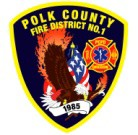 POLK COUNTY
FIRE DISTRICT NO.1
1985